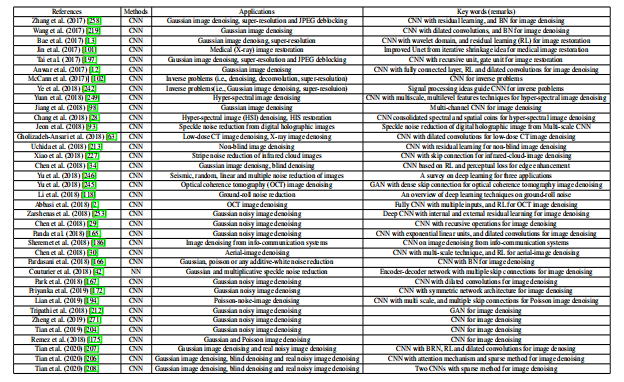 References Methods Applications Key words (remarks)
Zhang et al. (2017) [258] CNN Gaussian image denoising, super-resolution and JPEG deblocking CNN with residual learning, and BN for image denoising
Wang et al. (2017) [219] CNN Gaussian image denoising CNN with dilated convolutions, and BN for image denoising
Bae et al. (2017) [13] CNN Gaussian image denoising, super-resolution CNN with wavelet domain, and residual learning (RL) for image restoration
Jin et al. (2017) [101] CNN Medical (X-ray) image restoration Improved Unet from iterative shrinkage idea for medical image restoration
Tai et al. (2017) [197] CNN Gaussian image denoising, super-resolution and JPEG deblocking CNN with recursive unit, gate unit for image restoration
Anwar et al. (2017) [12] CNN Gaussian image denoising CNN with fully connected layer, RL and dilated convolutions for image denoising
McCann et al. (2017) [102] CNN Inverse problems (i.e., denoising, deconvolution, super-resolution) CNN for inverse problems
Ye et al. (2018) [242] CNN Inverse problems (i.e., Gaussian image denoising, super-resolution) Signal processing ideas guide CNN for inverse problems
Yuan et al. (2018) [249] CNN Hyper-spectral image denoising CNN with multiscale, multilevel features techniques for hyper-spectral image denoising
Jiang et al. (2018) [98] CNN Gaussian image denoising Multi-channel CNN for image denoising
Chang et al. (2018) [28] CNN Hyper-spectral image (HSI) denoising, HIS restoration CNN consolidated spectral and spatial coins for hyper-spectral image denoising
Jeon et al. (2018) [93] CNN Speckle noise reduction from digital holographic images Speckle noise reduction of digital holographic image from Multi-scale CNN
Gholizadeh-Ansari et al. (2018) [63] CNN Low-dose CT image denoising, X-ray image denoising CNN with dilated convolutions for low-dose CT image denoising
Uchida et al. (2018) [213] CNN Non-blind image denoising CNN with residual learning for non-blind image denoising
Xiao et al. (2018) [227] CNN Stripe noise reduction of infrared cloud images CNN with skip connection for infrared-cloud-image denoising
Chen et al. (2018) [34] CNN Gaussian image denoising, blind denoising CNN based on RL and perceptual loss for edge enhancement
Yu et al. (2018) [246] CNN Seismic, random, linear and multiple noise reduction of images A survey on deep learning for three applications
Yu et al. (2018) [245] CNN Optical coherence tomography (OCT) image denoising GAN with dense skip connection for optical coherence tomography image denoising
Li et al. (2018) [118] CNN Ground-roll noise reduction An overview of deep learning techniques on ground-roll noise
Abbasi et al. (2018) [2] CNN OCT image denoising Fully CNN with multiple inputs, and RL for OCT image denoising
Zarshenas et al. (2018) [253] CNN Gaussian noisy image denoising Deep CNN with internal and external residual learning for image denoising
Chen et al. (2018) [29] CNN Gaussian noisy image denoising CNN with recursive operations for image denoising
Panda et al. (2018) [165] CNN Gaussian noisy image denoising CNN with exponential linear units, and dilated convolutions for image denoising
Sheremet et al. (2018) [186] CNN Image denoising from info-communication systems CNN on image denoising from info-communication systems
Chen et al. (2018) [30] CNN Aerial-image denoising CNN with multi-scale technique, and RL for aerial-image denoising
Pardasani et al. (2018) [166] CNN Gaussian, poisson or any additive-white noise reduction CNN with BN for image denoising
Couturier et al. (2018) [42] NN Gaussian and multiplicative speckle noise reduction Encoder-decoder network with multiple skip connections for image denoising
Park et al. (2018) [167] CNN Gaussian noisy image denoising CNN with dilated convolutions for image denoising
Priyanka et al. (2019) [172] CNN Gaussian noisy image denoising CNN with symmetric network architecture for image denoising
Lian et al. (2019) [194] CNN Poisson-noise-image denoising CNN with multi scale, and multiple skip connections for Poisson image denoising
Tripathi et al. (2018) [212] CNN Gaussian noisy image denoising GAN for image denoising
Zheng et al. (2019) [271] CNN Gaussian noisy image denoising CNN for image denoising
Tian et al. (2019) [204] CNN Gaussian noisy image denoising CNN for image denoising
Remez et al. (2018) [175] CNN Gaussian and Poisson image denoising CNN for image denoising
Tian et al. (2020) [207] CNN Gaussian image denoising and real noisy image denoising CNN with BRN, RL and dilated convolutions for image denoising
Tian et al. (2020) [206] CNN Gaussian image denoising, blind denoising and real noisy image denoising CNN with attention mechanism and sparse method for image denoising
Tian et al. (2020) [208] CNN Gaussian image denoising, blind denoising and real noisy image denoising Two CNNs with sparse method for image denoising